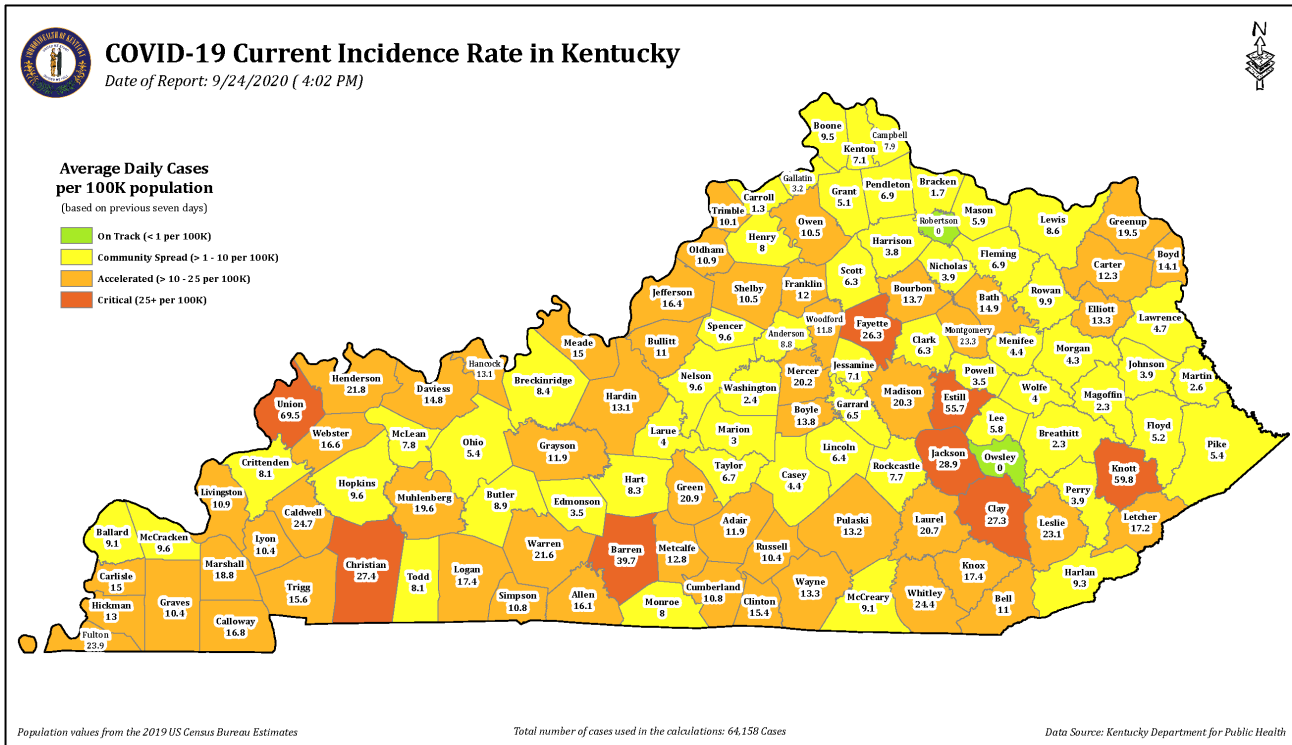 COVID-19 Current Incidence Rate in Kentucky
Date of Report: 9/24/2020 ( 4:02 PM)
N
Average Daily Cases
per 100K population
(based on previous seven days)
On Track (< 1 per 100K)
Community Spread (> 1 - 10 per 100K)
Accelerated (> 10 - 25 per 100K)
Critical (25+ per 100K)
Boone
9.5
Kenton
7.1
Campbell
7.9
Gallatin
3.2
Carroll
1.3
Trimble
10.1
Grant
5.1
Pendleton
6.9
Bracken
1.7
Owen
10.5
Robertson
0
Mason
5.9
Lewis
8.6
Greenup
19.5
Boyd
14.1
Carter
12.3
Oldham
10.9
Henry
8
Harrison
3.8
Nicholas
3.9
Fleming
6.9
Rowan
9.9
Elliott
13.3
Lawrence
4.7
Jefferson
16.4
Shelby
10.5
Franklin
12
Scott
6.3
Bourbon
13.7
Bath
14.9
Spencer
9.6
Anderson
8.8
Woodford
11.8
Fayette
26.3
Clark
6.3
Montgomery
23.3
Menifee
4.4
Morgan
4.3
Johnson
3.9
Martin
2.6
Meade
15
Bullitt
11
Hancock
13.1
Breckinridge
8.4
Hardin
13.1
Nelson
9.6
Washington
2.4
Mercer
20.2
Jessamine
7.1
Garrard
6.5
Madison
20.3
Estill
55.7
Powell
3.5
Wolfe
4
Magoffin
2.3
Floyd
5.2
Pike
5.4
Union
69.5
Henderson
21.8
Daviess
14.8
Webster
16.6
McLean
7.8
Ohio
5.4
Grayson
11.9
Larue
4
Marion
3
Boyle
13.8
Lincoln
6.4
Rockcastle
7.7
Jackson
28.9
Lee
5.8
Owsley
0
Breathitt
2.3
Knott
59.8
Perry
3.9
Letcher
17.2
Crittenden
8.1
Livingston
10.9
Hopkins
9.6
Muhlenberg
19.6
Butler
8.9
Edmonson
3.5
Hart
8.3
Green
20.9
Taylor
6.7
Casey
4.4
Caldwell
24.7
Lyon
10.4
Ballard
9.1
McCracken
9.6
Marshall
18.8
Trigg
15.6
Christian
27.4
Todd
8.1
Logan
17.4
Warren
21.6
Simpson
10.8
Allen
16.1
Barren
39.7
Metcalfe
12.8
Adair
11.9
Russell
10.4
Pulaski
13.2
Laurel
20.7
Clay
27.3
Leslie
23.1
Monroe
8
Cumberland
10.8
Clinton
15.4
Wayne
13.3
McCreary
9.1
Whitley
24.4
Knox
17.4
Bell
11
Harlan
9.3
Carlisle
15
Hickman
13
Fulton
23.9
Graves
10.4
Calloway
16.8
Population values from the 2019 US Census Bureau Estimates
Total number of cases used in the calculations: 64,158 Cases
Data Source: Kentucky Department for Public Health